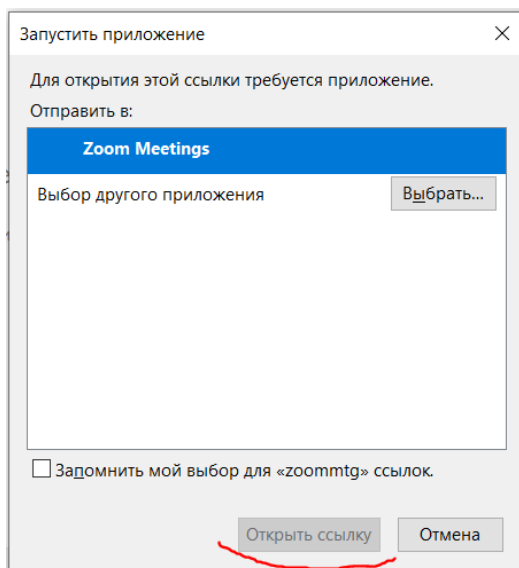 Запустить приложение
Для открытия этой ссылки требуется приложение.
Отправить в:
Zoom Meetings
Выбор другого приложения
Выбрать...
Запомнить мой выбор для «zoommtg» ссылок.
Открыть ссылку
Отмена